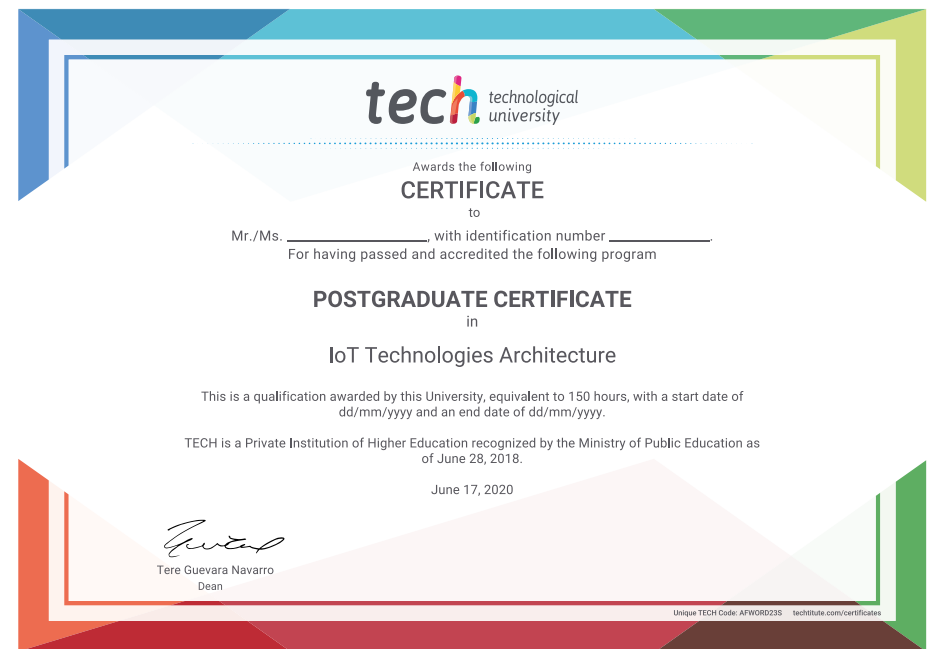 tech technological
university
Awards the following
CERTIFICATE
to
Mr./Ms. ____________________, with identification number ______________.
For having passed and accredited the following program
POSTGRADUATE CERTIFICATE
in
IoT Technologies Architecture
This is a qualification awarded by this University, equivalent to 150 hours, with a start date of
dd/mm/yyyy and an end date of dd/mm/yyyy.
TECH is a Private Institution of Higher Education recognized by the Ministry of Public Education as
of June 28, 2018.
June 17, 2020
Tere Guevara Navarro
Dean
Unique TECH Code: AFWORD23S techtitute.com/certificates